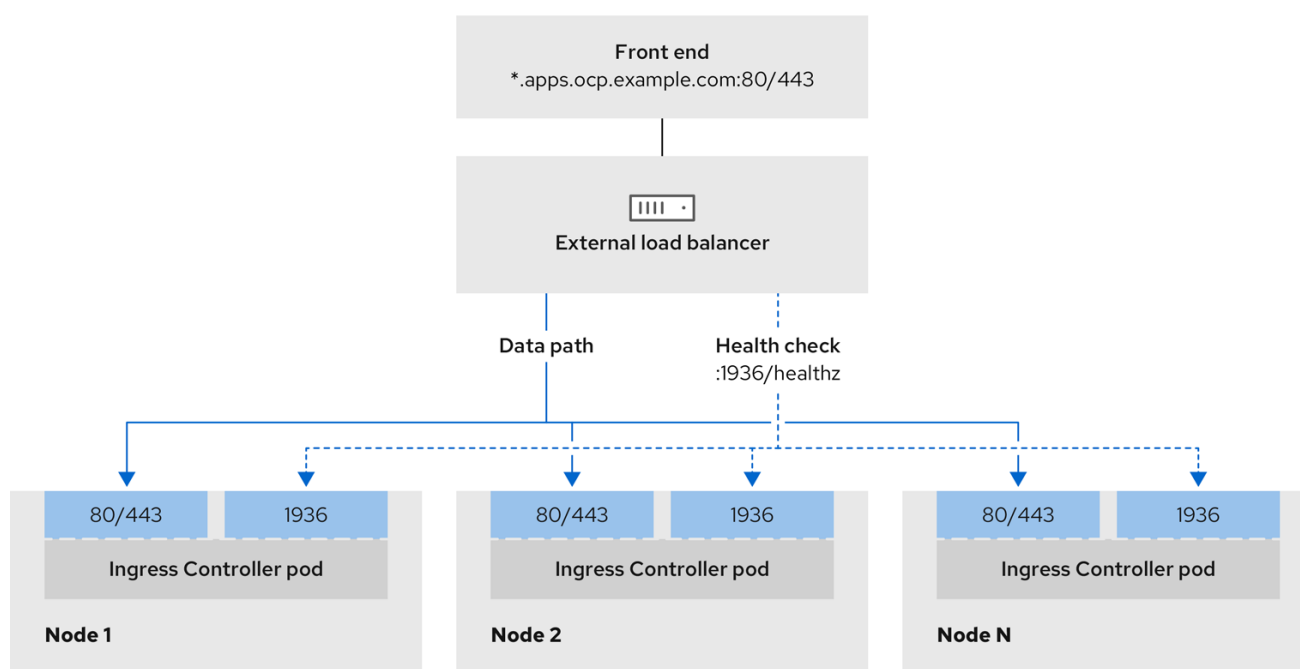 Front end
*.apps.ocp.example.com:80/443
External load balancer
Data path
Health check
:1936/healthz
80/443
1936
80/443
1936
80/443
1936
Ingress Controller pod
Ingress Controller pod
Ingress Controller pod
Node 1
Node 2
Node N